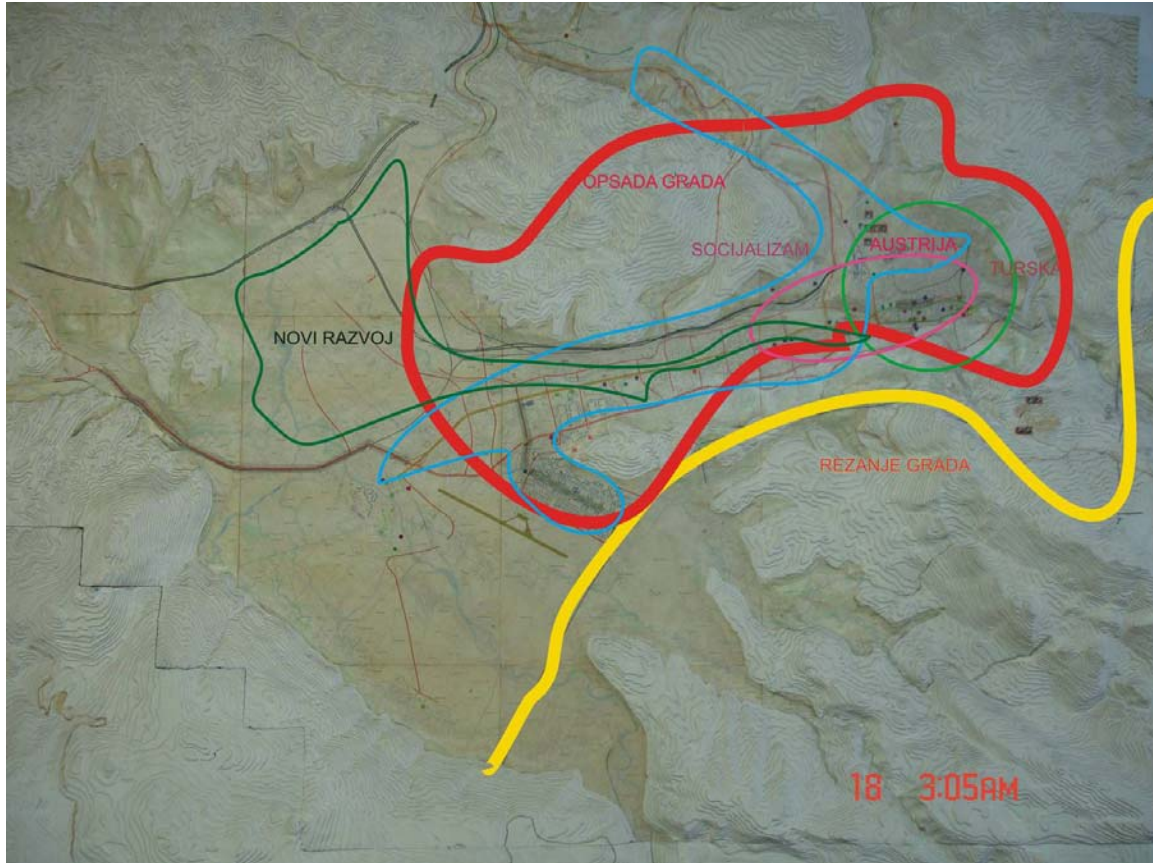 OPSADA GRADA
SOCIJALIZAM
AUSTRIJA
TURSKA
NOVI RAZVOJ
REZANJE GRADA
18 3:05AM